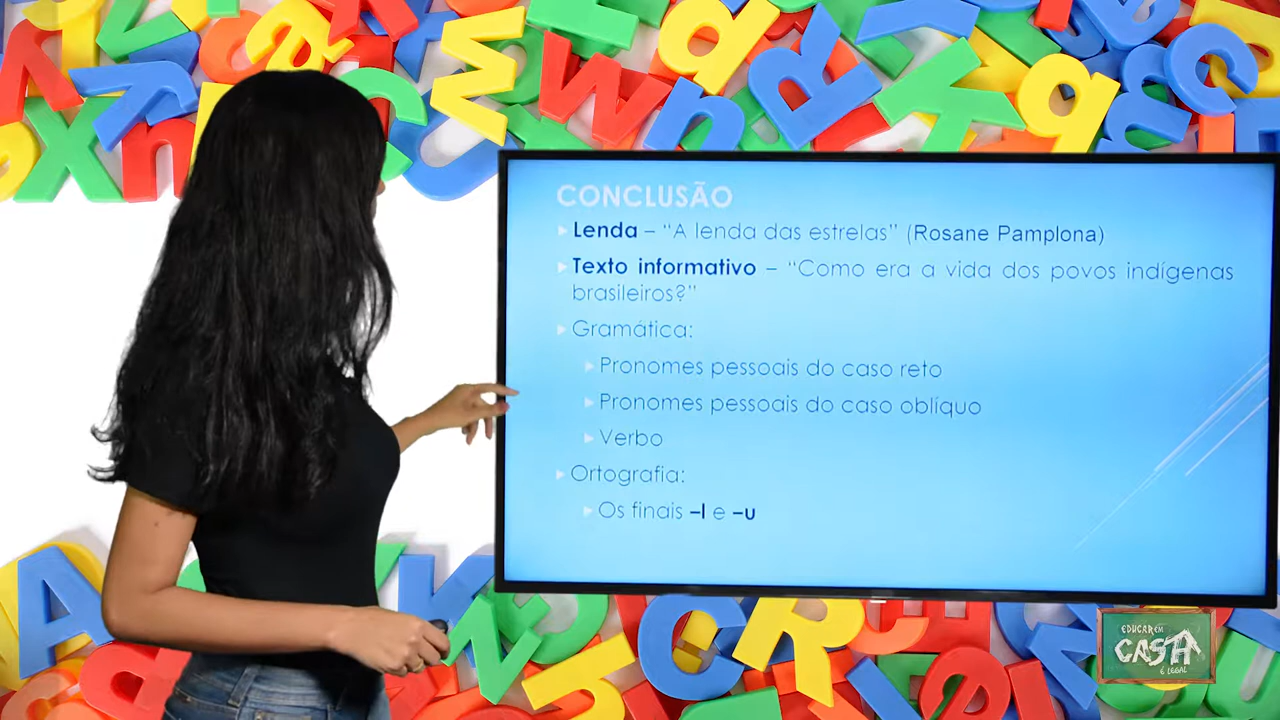 CONCLUSÃO
Lenda – “A lenda das estrelas” (Rosane Pamplona)
Texto informativo – “Como era a vida dos povos indígenas
brasileiros?”
Gramática:
Pronomes pessoais do caso reto
Pronomes pessoais do caso oblíquo
Verbo
Ortografia:
Os finais –l e –u
EDUCAR EM
CASA
É LEGAL